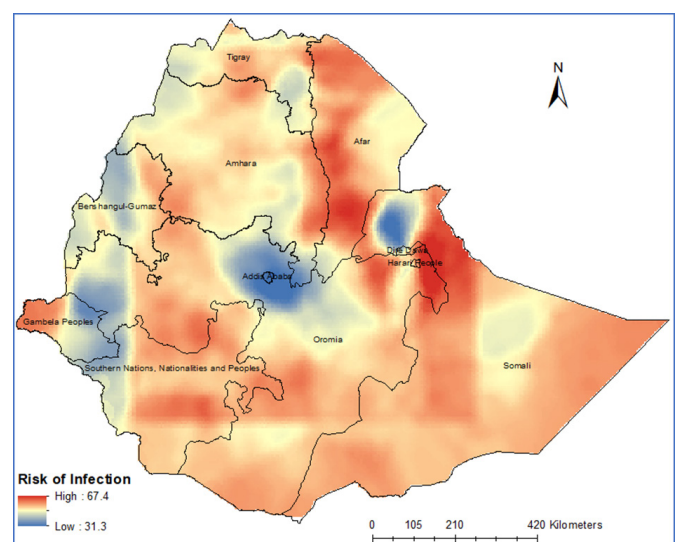 N
Tigray
Afar
Amhara
Benshangul-Gumaz
Dire Dawa
Harari People
Addis Ababa
Gambela Peoples
Oromia
Somali
Southern Nations, Nationalities and Peoples
Risk of Infection
High : 67.4
Low : 31.3
0 105 210 420 Kilometers